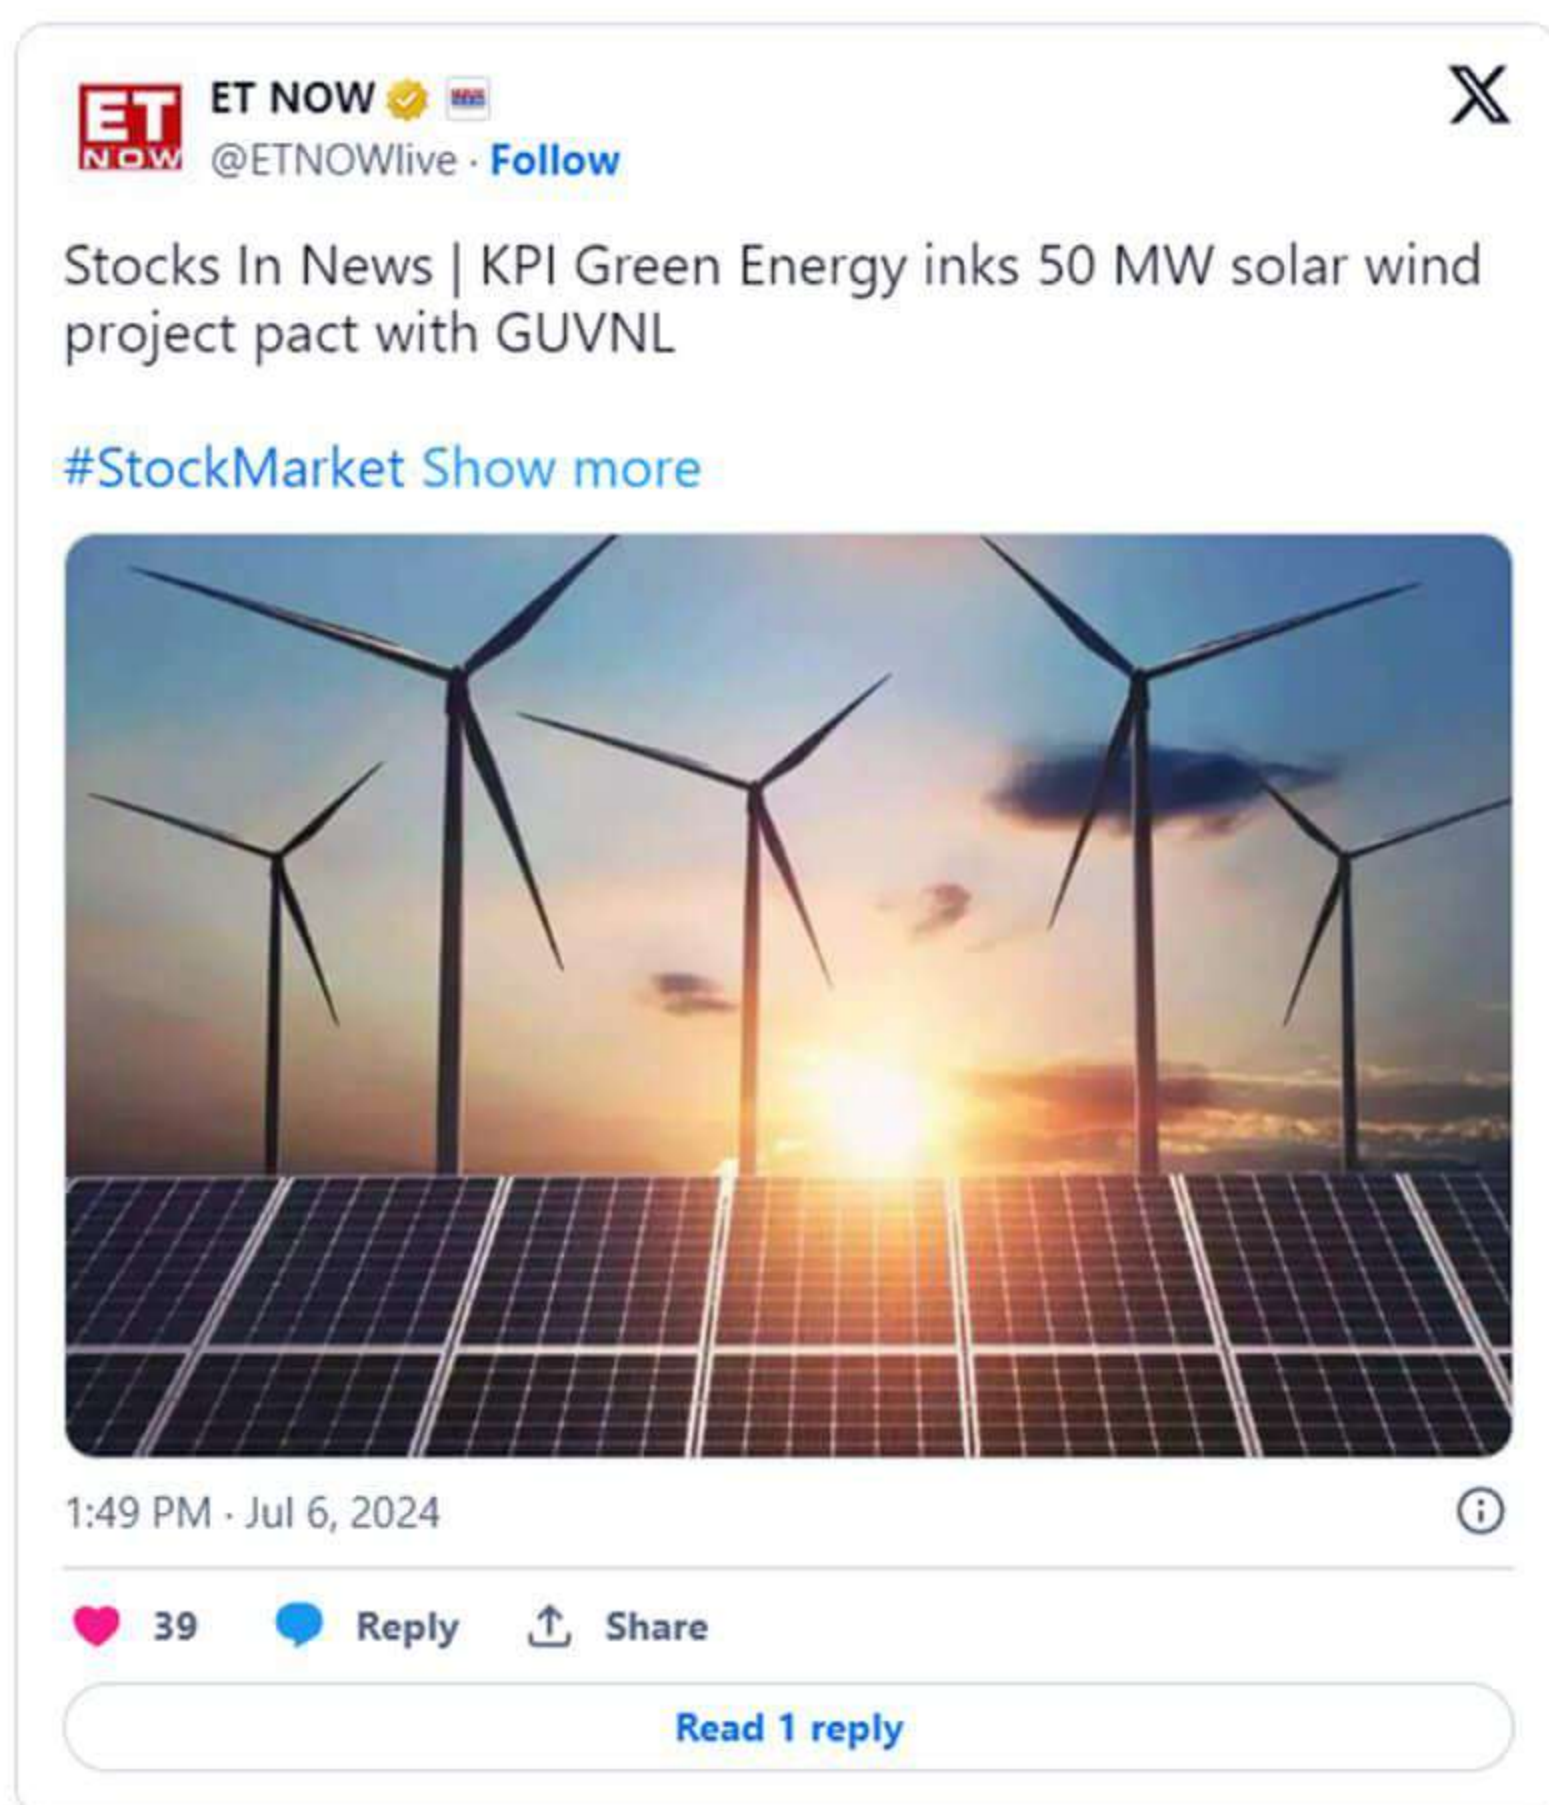 ET NOW
ET NOW
@ETNOWlive · Follow
Stocks In News | KPI Green Energy inks 50 MW solar wind
project pact with GUVNL
#StockMarket Show more
1:49 PM · Jul 6, 2024
39 Reply Share
Read 1 reply